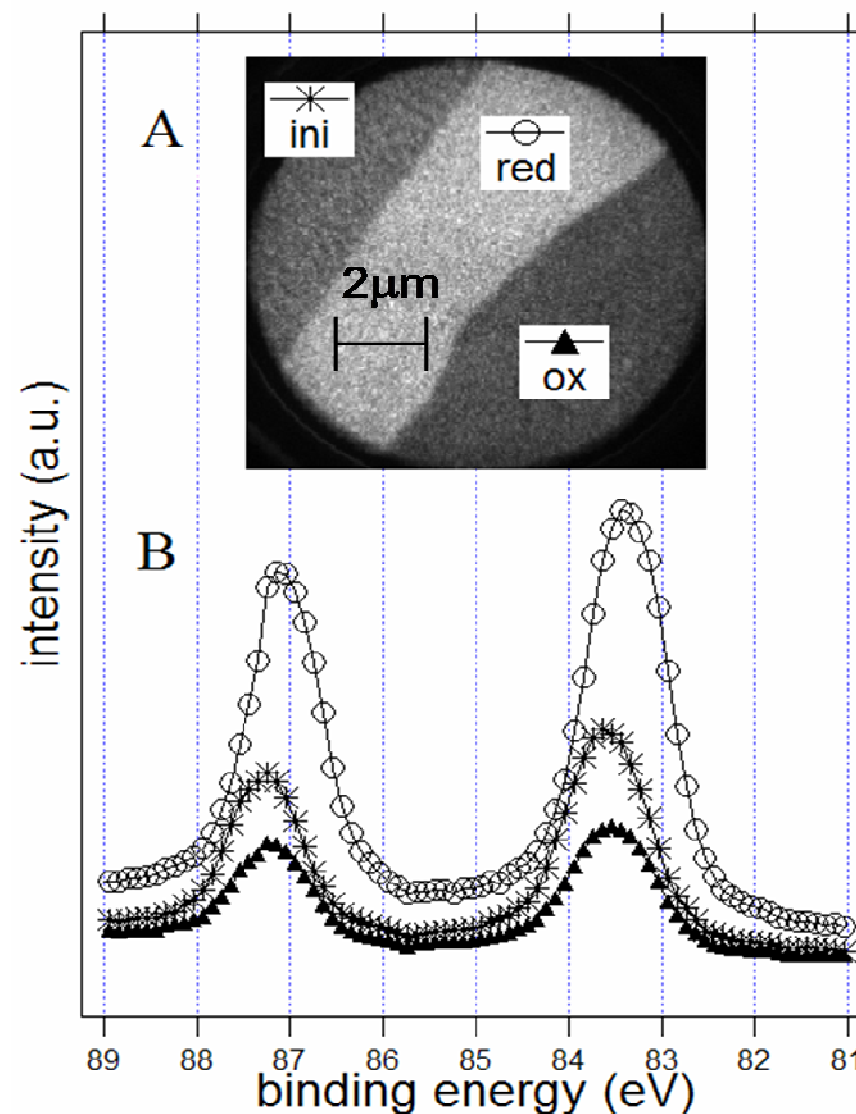 A
ini
red
2μm
ox
B
intensity (a.u.)
89 88 87 86 85 84 83 82 81
binding energy (eV)